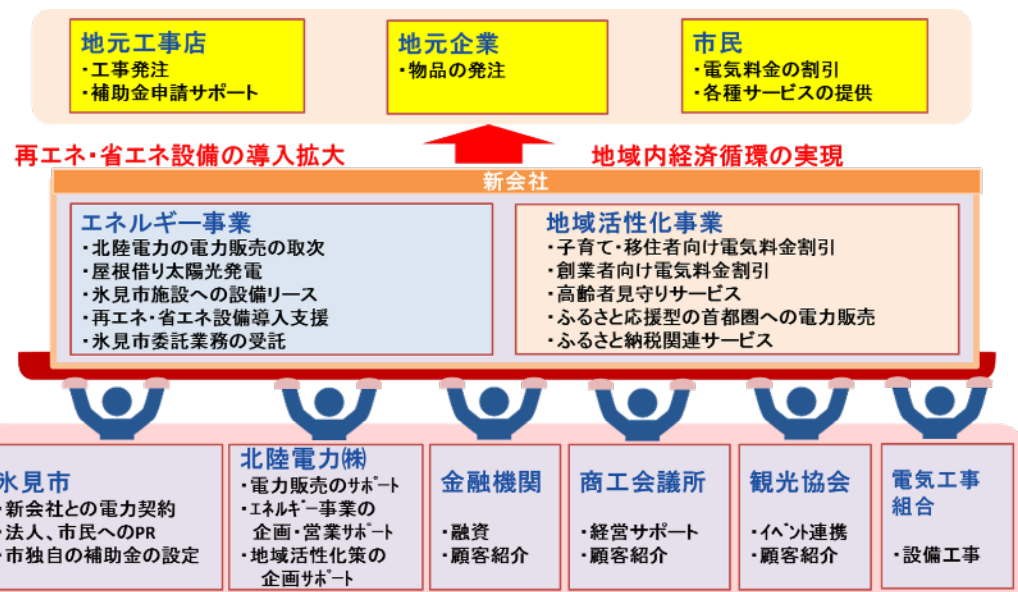 地元工事店
・工事発注
・補助金申請サポート
地元企業
・物品の発注
市民
・電気料金の割引
・各種サービスの提供
再エネ・省エネ設備の導入拡大
地域内経済循環の実現
新会社
エネルギー事業
・北陸電力の電力販売の取次
・屋根借り太陽光発電
・氷見市施設への設備リース
・再エネ・省エネ設備導入支援
・氷見市委託業務の受託
地域活性化事業
・子育て・移住者向け電気料金割引
・創業者向け電気料金割引
・高齢者見守りサービス
・ふるさと応援型の首都圏への電力販売
・ふるさと納税関連サービス
氷見市
・新会社との電力契約
・法人、市民へのPR
・市独自の補助金の設定
北陸電力㈱
・電力販売のサポート
・エネルギー事業の
企画・営業サポート
・地域活性化策の
企画サポート
金融機関
・融資
・顧客紹介
商工会議所
・経営サポート
・顧客紹介
観光協会
・イベント連携
・顧客紹介
電気工事
組合
・設備工事